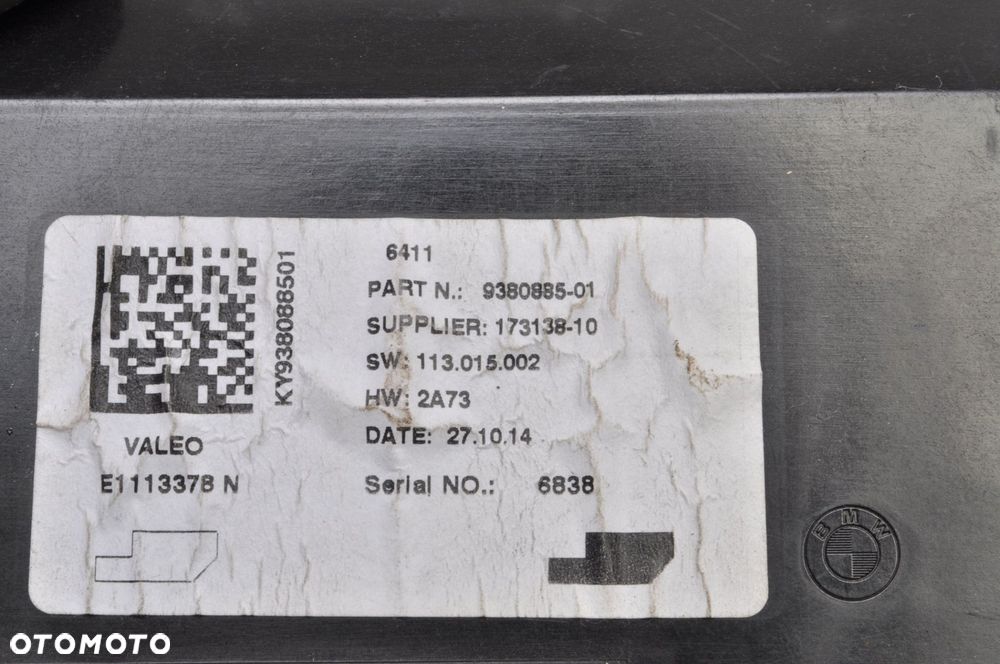 6411
PART N.: 9380885-01
SUPPLIER: 173138-10
SW: 113.015.002
HW: 2A73
DATE: 27.10.14
Serial NO.: 6838
KY938088501
VALEO
E1113378 N
BMW
OTOMOTO